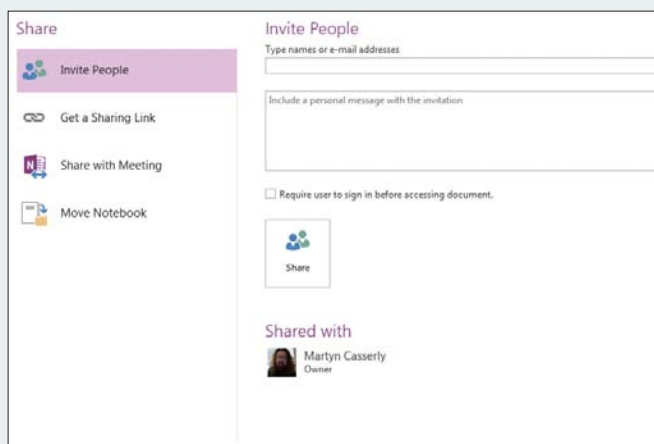 Share
Invite People
Get a Sharing Link
N
Share with Meeting
Move Notebook
Invite People
Type names or e-mail addresses
Include a personal message with the invitation
Require user to sign in before accessing document.
Share
Shared with
Martyn Casserly
Owner